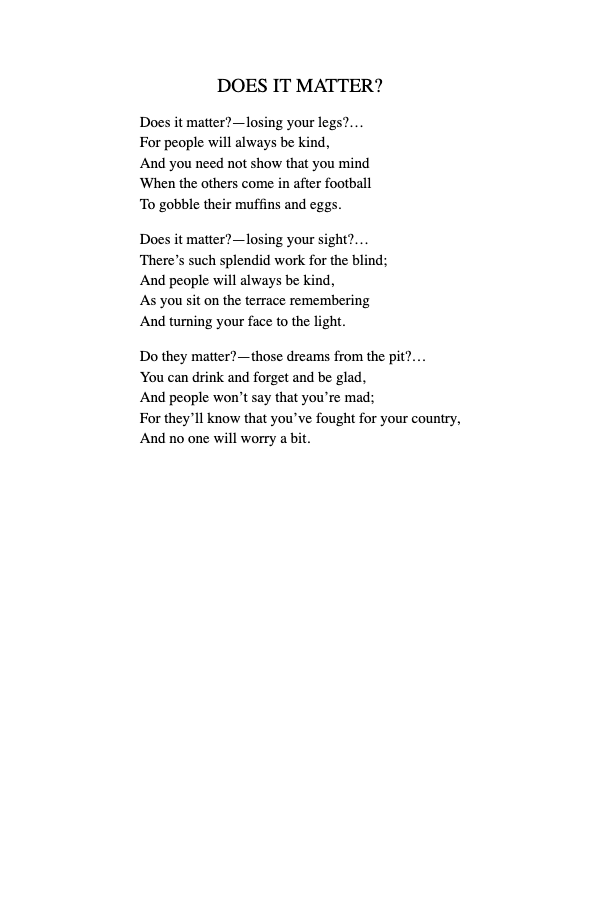 DOES IT MATTER?
Does it matter?—losing your legs?…
For people will always be kind,
And you need not show that you mind
When the others come in after football
To gobble their muffins and eggs.
Does it matter?—losing your sight?…
There’s such splendid work for the blind;
And people will always be kind,
As you sit on the terrace remembering
And turning your face to the light.
Do they matter?—those dreams from the pit?…
You can drink and forget and be glad,
And people won’t say that you’re mad;
For they’ll know that you’ve fought for your country,
And no one will worry a bit.